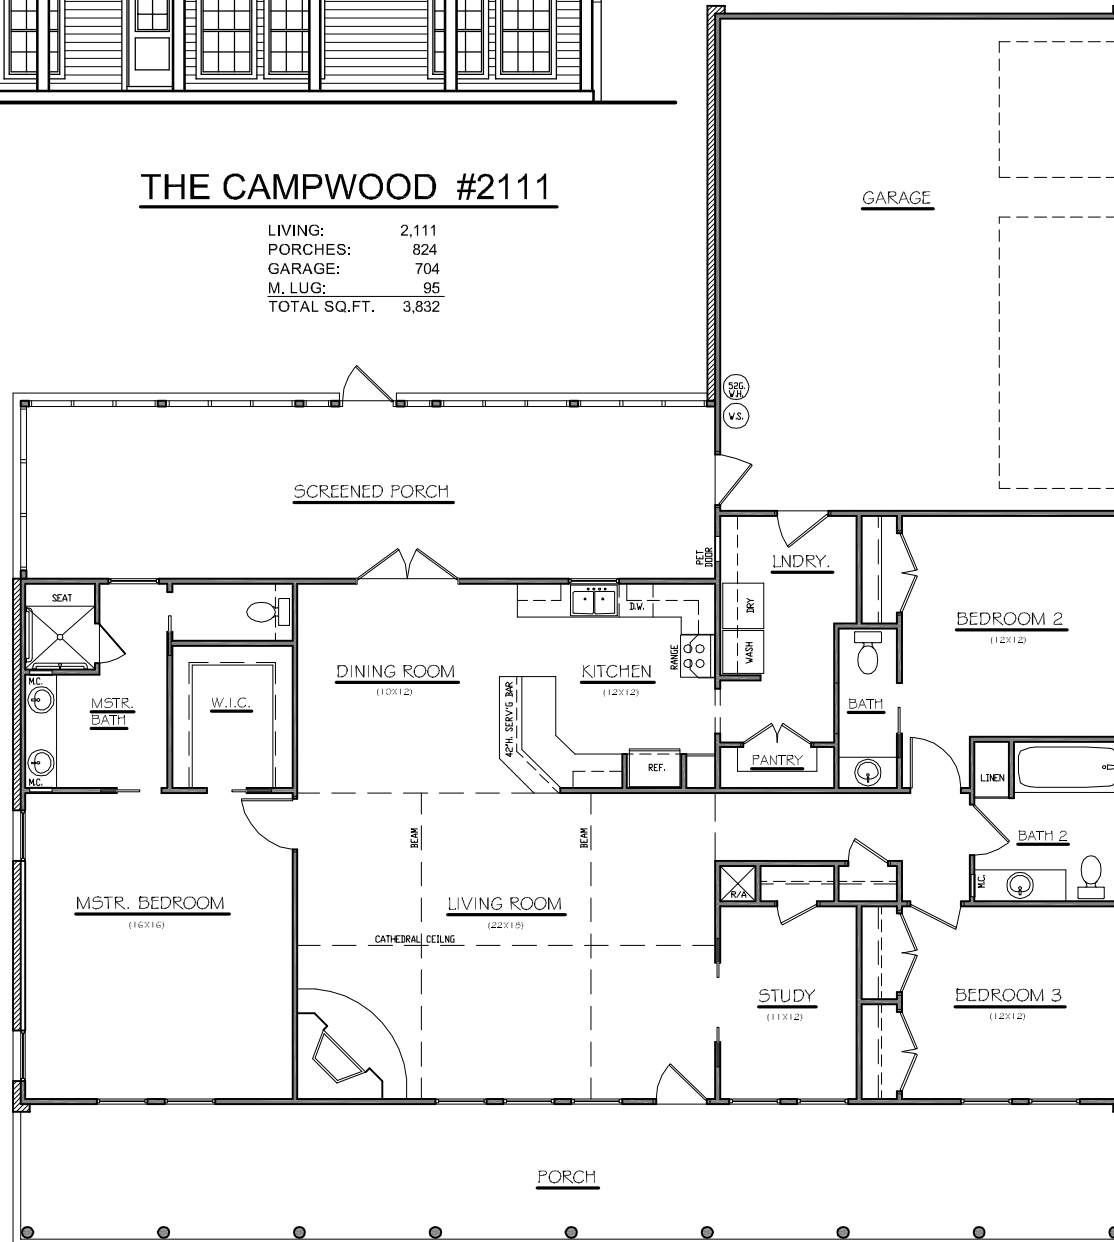 THE CAMPWOOD #2111
LIVING: 2,111
PORCHES: 824
GARAGE: 704
M. LUG: 95
TOTAL SQ.FT. 3,832
GARAGE
52G.
W.H.
W.S.
SCREENED PORCH
PET
DOOR
LNDRY.
SEAT
D.W.
DRY
BEDROOM 2
(12X12)
WASH
RANGE
DINING ROOM
(10X12)
KITCHEN
(12X12)
M.C.
MSTR.
BATH
W.I.C.
42"H. SERV'G BAR
BATH
PANTRY
REF.
LINEN
M.C.
BEAM
BEAM
BATH 2
M.C.
R/A
MSTR. BEDROOM
(16X16)
LIVING ROOM
(22X18)
CATHEDRAL CEILNG
STUDY
(11X12)
BEDROOM 3
(12X12)
PORCH